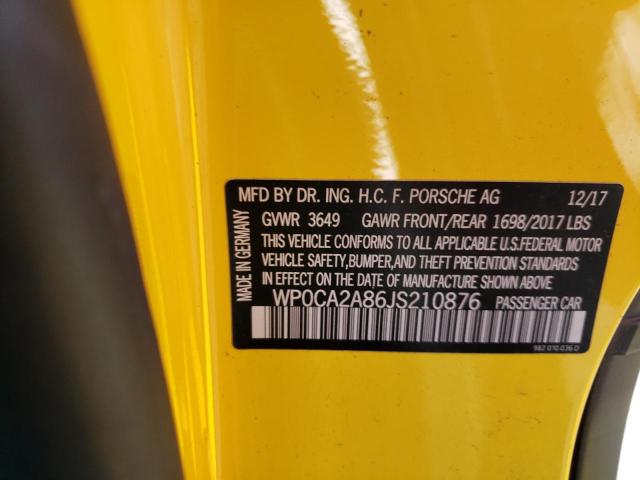 MFD BY DR. ING. H.C. F. PORSCHE AG 12/17
GVWR 3649 GAWR FRONT/REAR 1698/2017 LBS
THIS VEHICLE CONFORMS TO ALL APPLICABLE U.S.FEDERAL MOTOR
VEHICLE SAFETY,BUMPER,AND THEFT PREVENTION STANDARDS
IN EFFECT ON THE DATE OF MANUFACTURE SHOWN ABOVE
WP0CA2A86JS210876 PASSENGER CAR
982 010 036 D
MADE IN GERMANY